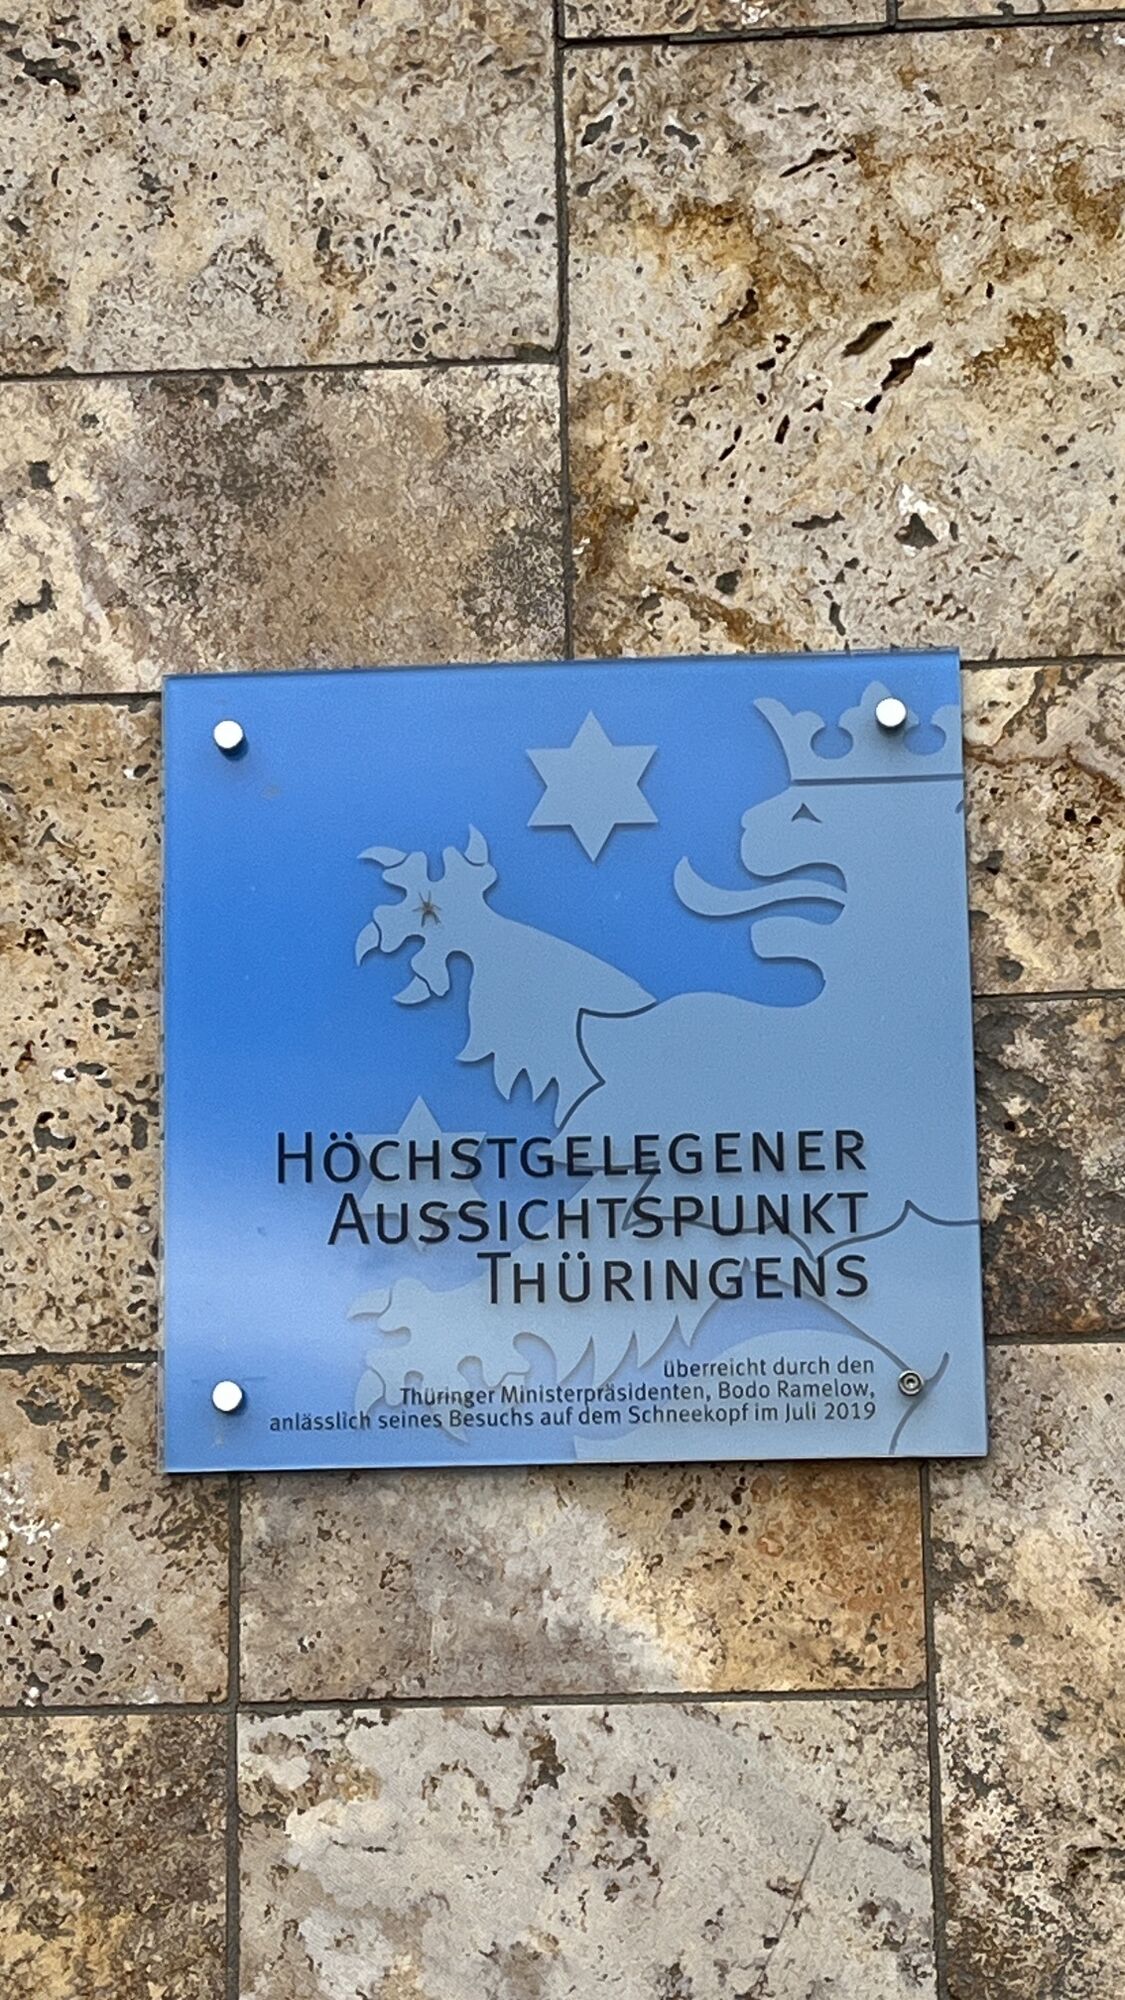 Höchstgelegener
Aussichtspunkt
Thüringens
überreicht durch den
Thüringer Ministerpräsidenten, Bodo Ramelow,
anlässlich seines Besuchs auf dem Schneekopf im Juli 2019